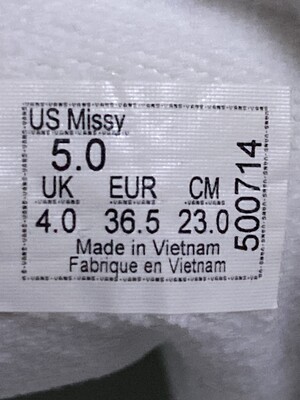 US Missy
5.0
UK EUR CM
4.0 36.5 23.0
Made in Vietnam
Fabrique en Vietnam
500714